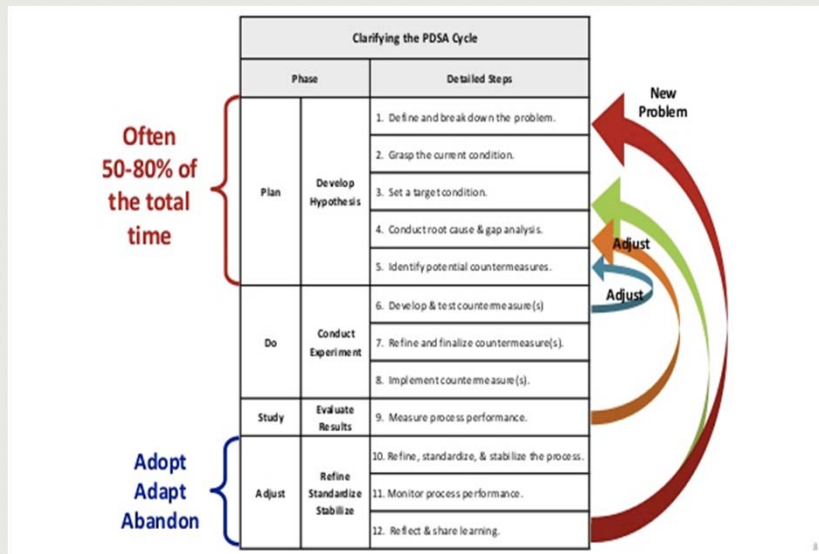 Clarifying the PDSA Cycle
Phase
Detailed Steps
Often
50-80% of
the total
time
Plan
Develop
Hypothesis
1. Define and break down the problem.
2. Grasp the current condition.
3. Set a target condition.
4. Conduct root cause & gap analysis.
5. Identify potential countermeasures.
Do
Conduct
Experiment
6. Develop & test countermeasure(s)
7. Refine and finalize countermeasure(s).
8. Implement countermeasure(s).
Study
Evaluate
Results
9. Measure process performance.
Adopt
Adapt
Abandon
Adjust
Refine
Standardize
Stabilize
10. Refine, standardize, & stabilize the process.
11. Monitor process performance.
12. Reflect & share learning.
New
Problem
Adjust
Adjust